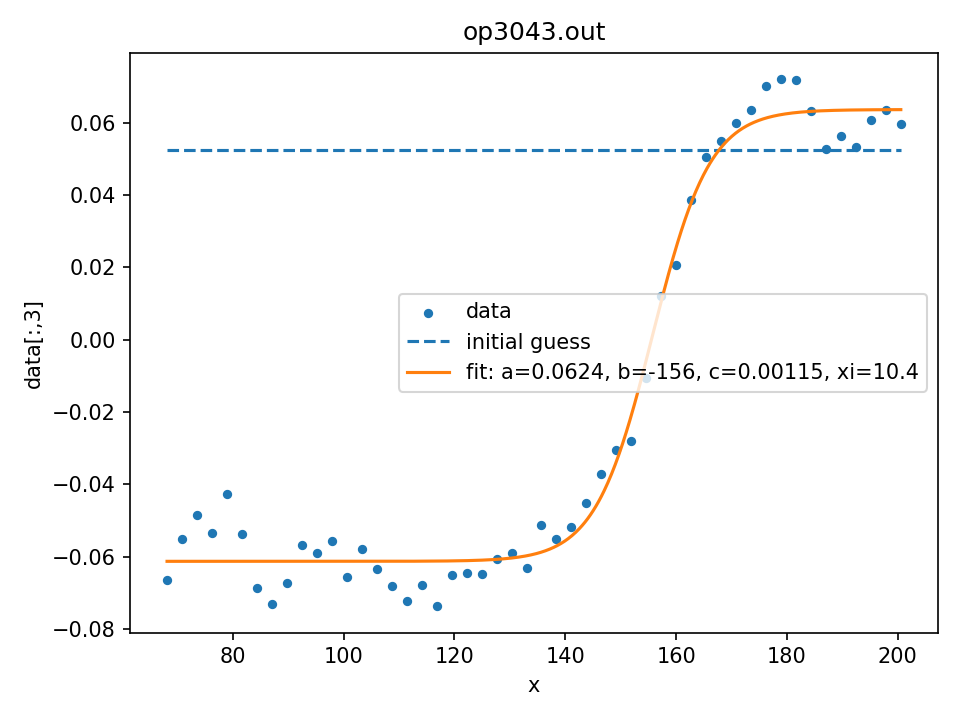 op3043.out
data[:,3]
0.06
0.04
0.02
0.00
−0.02
−0.04
−0.06
−0.08
data
initial guess
fit: a=0.0624, b=-156, c=0.00115, xi=10.4
80 100 120 140 160 180 200
x